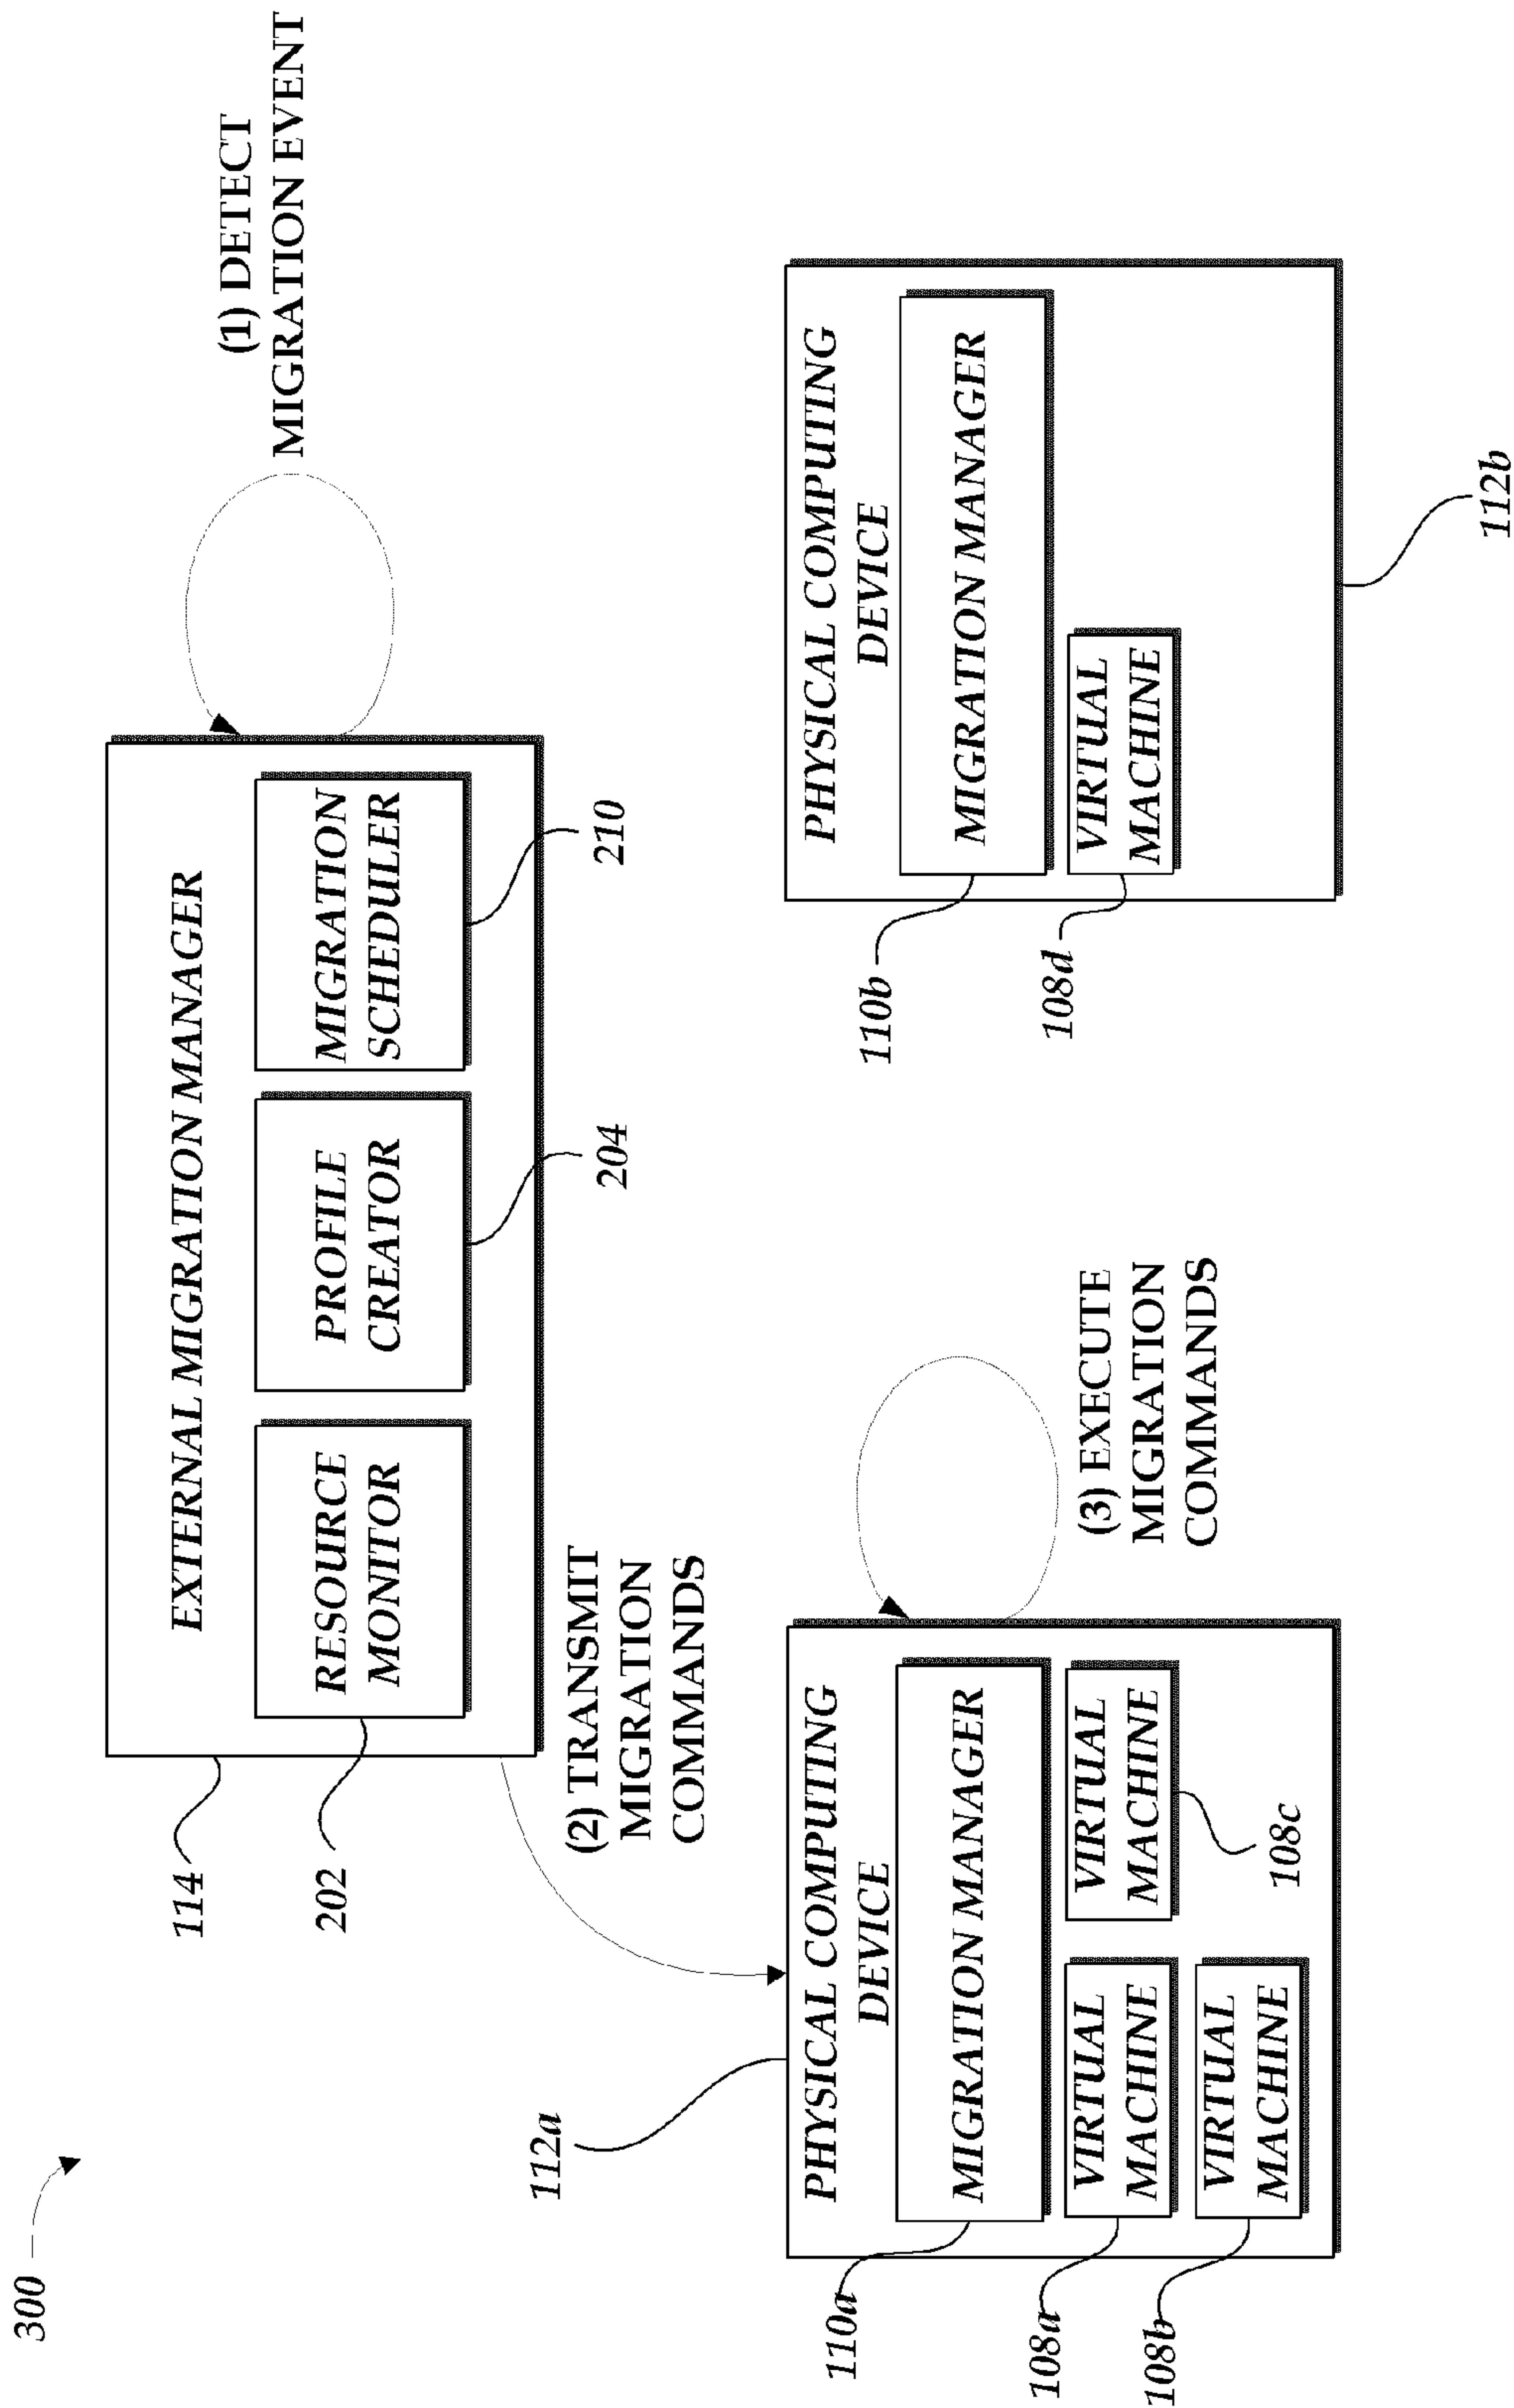 300
114
EXTERNAL MIGRATION MANAGER
202
RESOURCE
MONITOR
PROFILE
CREATOR
204
MIGRATION
SCHEDULER
210
(1) DETECT
MIGRATION EVENT
(2) TRANSMIT
MIGRATION
COMMANDS
112a
PHYSICAL COMPUTING
DEVICE
110a
MIGRATION MANAGER
108a
VIRTUAL
MACHINE
108b
VIRTUAL
MACHINE
VIRTUAL
MACHINE
108c
(3) EXECUTE
MIGRATION
COMMANDS
PHYSICAL COMPUTING
DEVICE
110b
MIGRATION MANAGER
108d
VIRTUAL
MACHINE
112b